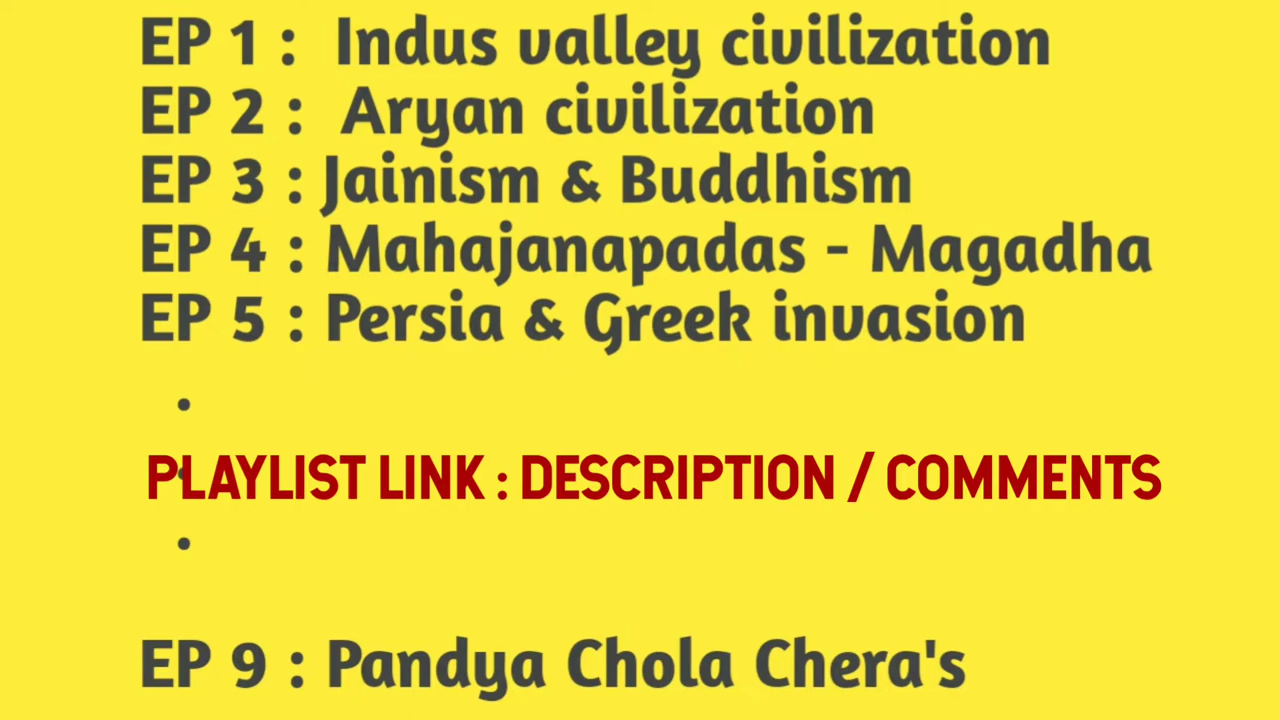 EP 1 : Indus valley civilization
EP 2 : Aryan civilization
EP 3 : Jainism & Buddhism
EP 4 : Mahajanapadas - Magadha
EP 5 : Persia & Greek invasion
•
PLAYLIST LINK : DESCRIPTION / COMMENTS
•
EP 9 : Pandya Chola Chera's